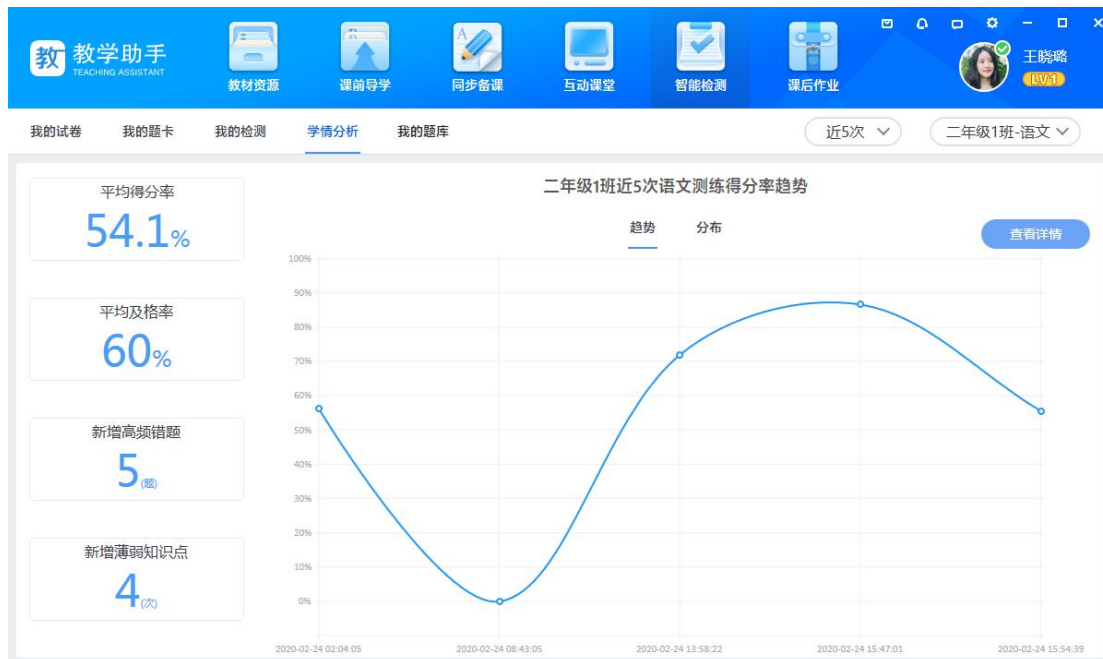 教 教学助手
TEACHING ASSISTANT
教材资源 课前导学 同步备课 互动课堂 智能检测 课后作业
王晓璐
LV1
我的试卷 我的题卡 我的检测 学情分析 我的题库 近5次 二年级1班-语文
平均得分率
54.1%
平均及格率
60%
新增高频错题
5(题)
新增薄弱知识点
4(次)
二年级1班近5次语文测练得分率趋势
趋势 分布
查看详情
100%
90%
80%
70%
60%
50%
40%
30%
20%
10%
0%
2020-02-24 02:04:05 2020-02-24 08:43:05 2020-02-24 13:58:22 2020-02-24 15:47:01 2020-02-24 15:54:39